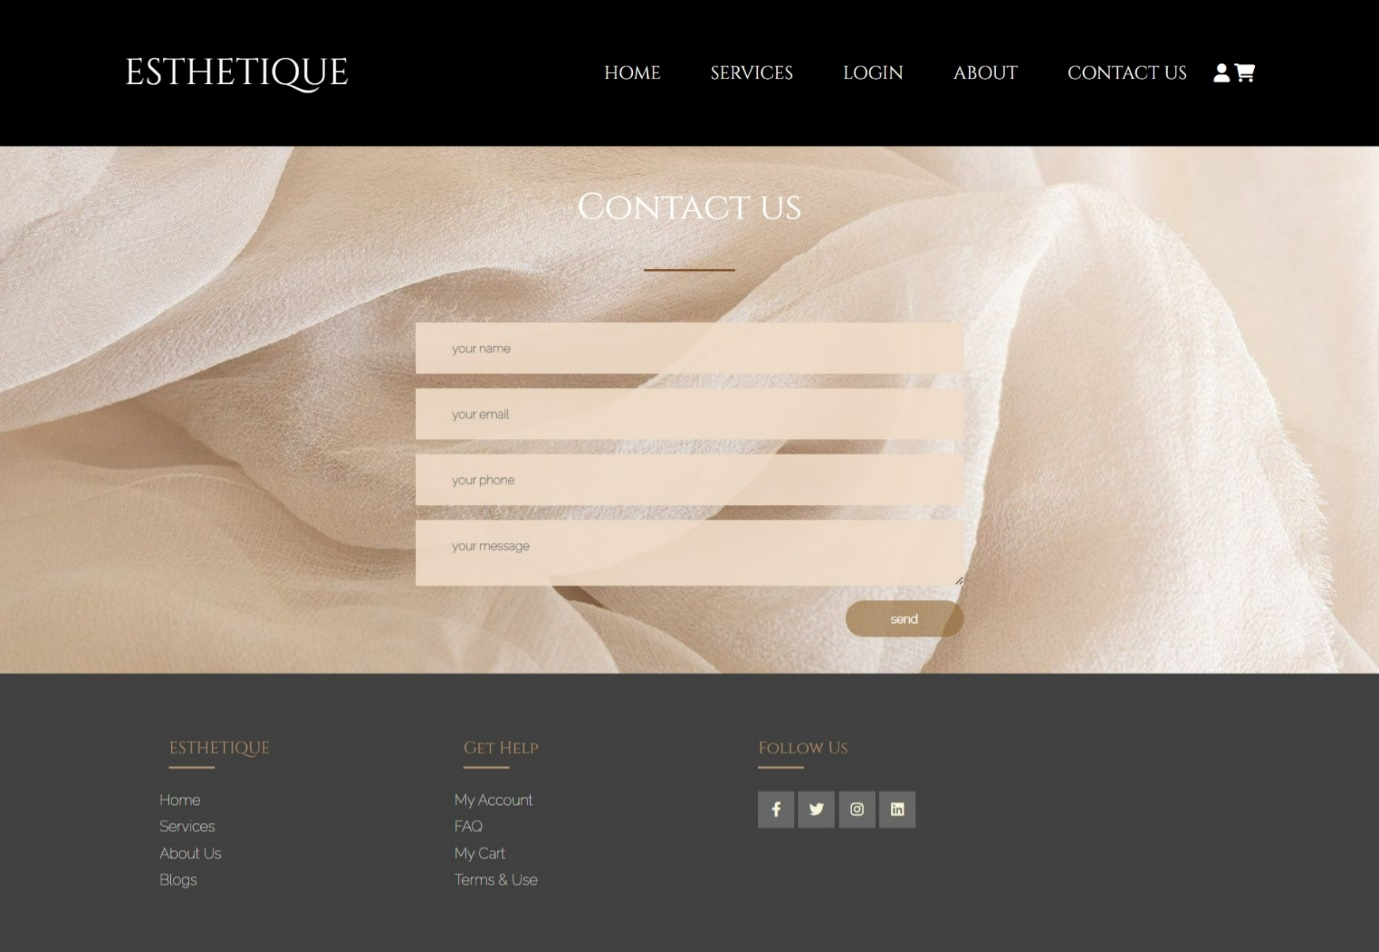 ESTHETIQUE
HOME SERVICES LOGIN ABOUT CONTACT US
Contact us
your name
your email
your phone
your message
send
ESTHETIQUE
Home
Services
About Us
Blogs
Get Help
My Account
FAQ
My Cart
Terms & Use
Follow Us